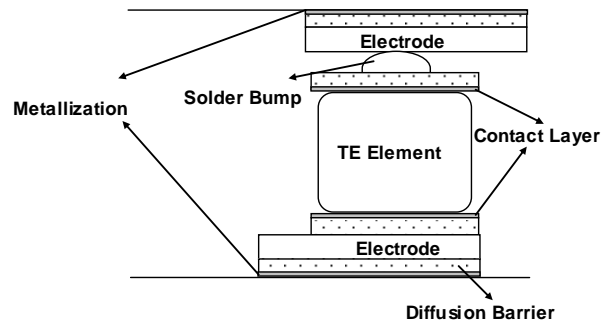 Electrode
Solder Bump
Metallization
Contact Layer
TE Element
Electrode
Diffusion Barrier